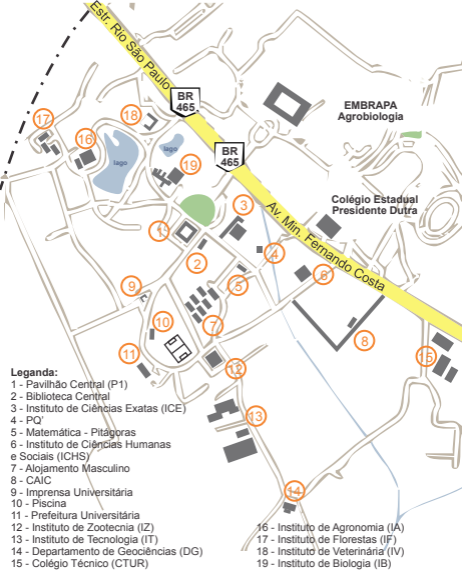 Estr. Rio São Paulo
BR
465
BR
465
EMBRAPA
Agrobiologia
17
18
16
lago
lago
19
Colégio Estadual
Presidente Dutra
3
Av. Min. Fernando Costa
2
4
5
6
9
10
7
8
11
12
15
13
14
Leganda:
1 - Pavilhão Central (P1)
2 - Biblioteca Central
3 - Instituto de Ciências Exatas (ICE)
4 - PQ'
5 - Matemática - Pitágoras
6 - Instituto de Ciências Humanas
e Sociais (ICHS)
7 - Alojamento Masculino
8 - CAIC
9 - Imprensa Universitária
10 - Piscina
11 - Prefeitura Universitária
12 - Instituto de Zootecnia (IZ)
13 - Instituto de Tecnologia (IT)
14 - Departamento de Geociências (DG)
15 - Colégio Técnico (CTUR)
16 - Instituto de Agronomia (IA)
17 - Instituto de Florestas (IF)
18 - Instituto de Veterinária (IV)
19 - Instituto de Biologia (IB)